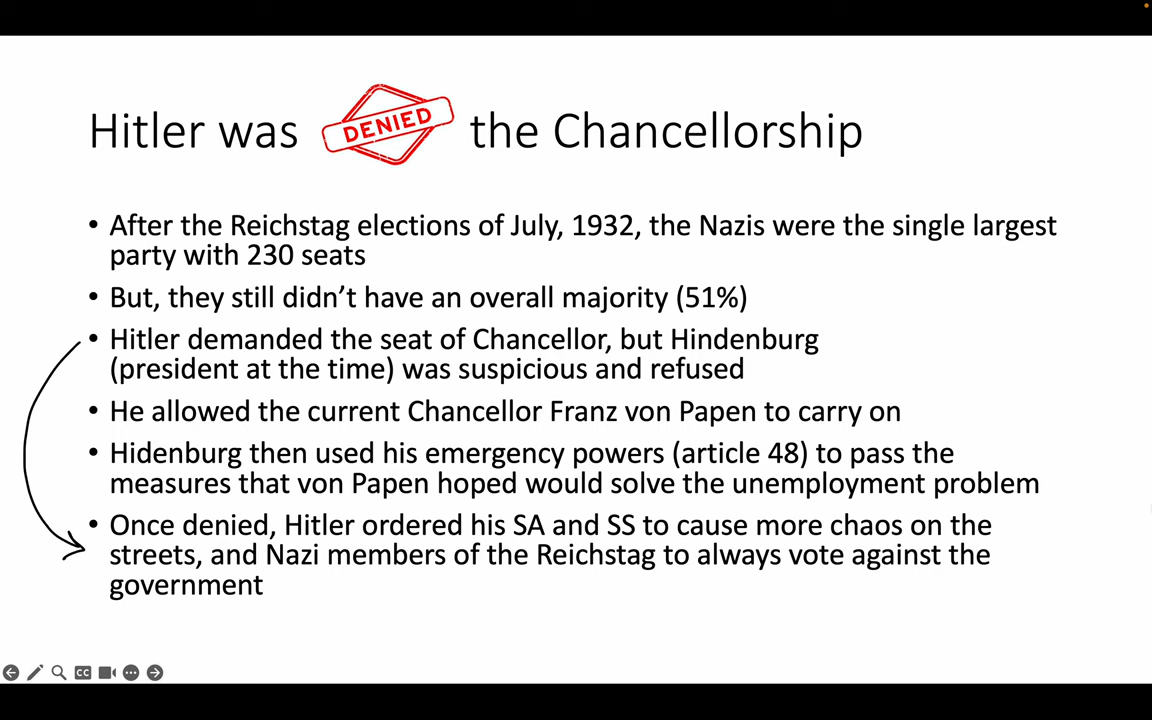 Hitler was DENIED the Chancellorship
• After the Reichstag elections of July, 1932, the Nazis were the single largest
party with 230 seats
• But, they still didn't have an overall majority (51%)
• Hitler demanded the seat of Chancellor, but Hindenburg
(president at the time) was suspicious and refused
• He allowed the current Chancellor Franz von Papen to carry on
• Hidenburg then used his emergency powers (article 48) to pass the
measures that von Papen hoped would solve the unemployment problem
• Once denied, Hitler ordered his SA and SS to cause more chaos on the
streets, and Nazi members of the Reichstag to always vote against the
government
CC